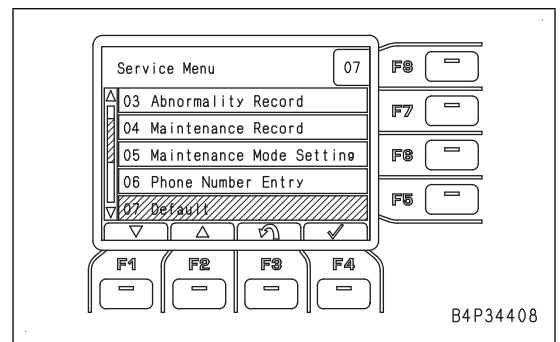 Service Menu 07
03 Abnormality Record
04 Maintenance Record
05 Maintenance Mode Setting
06 Phone Number Entry
07 Default
F8
F7
F6
F5
F1 F2 F3 F4
B4P34408